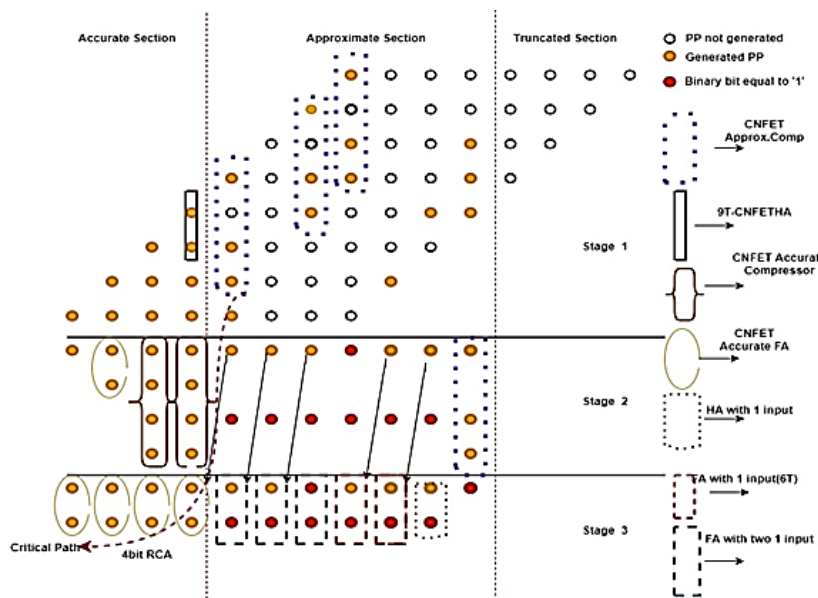 Accurate Section
Approximate Section
Truncated Section
PP not generated
Generated PP
Binary bit equal to '1'
CNFET
Approx.Comp
9T-CNFETHA
Stage 1
CNFET Accurat
Compressor
CNFET
Accurate FA
Stage 2
HA with 1 input
FA with 1 input(6T)
Stage 3
Critical Path
4bit RCA
FA with two 1 input